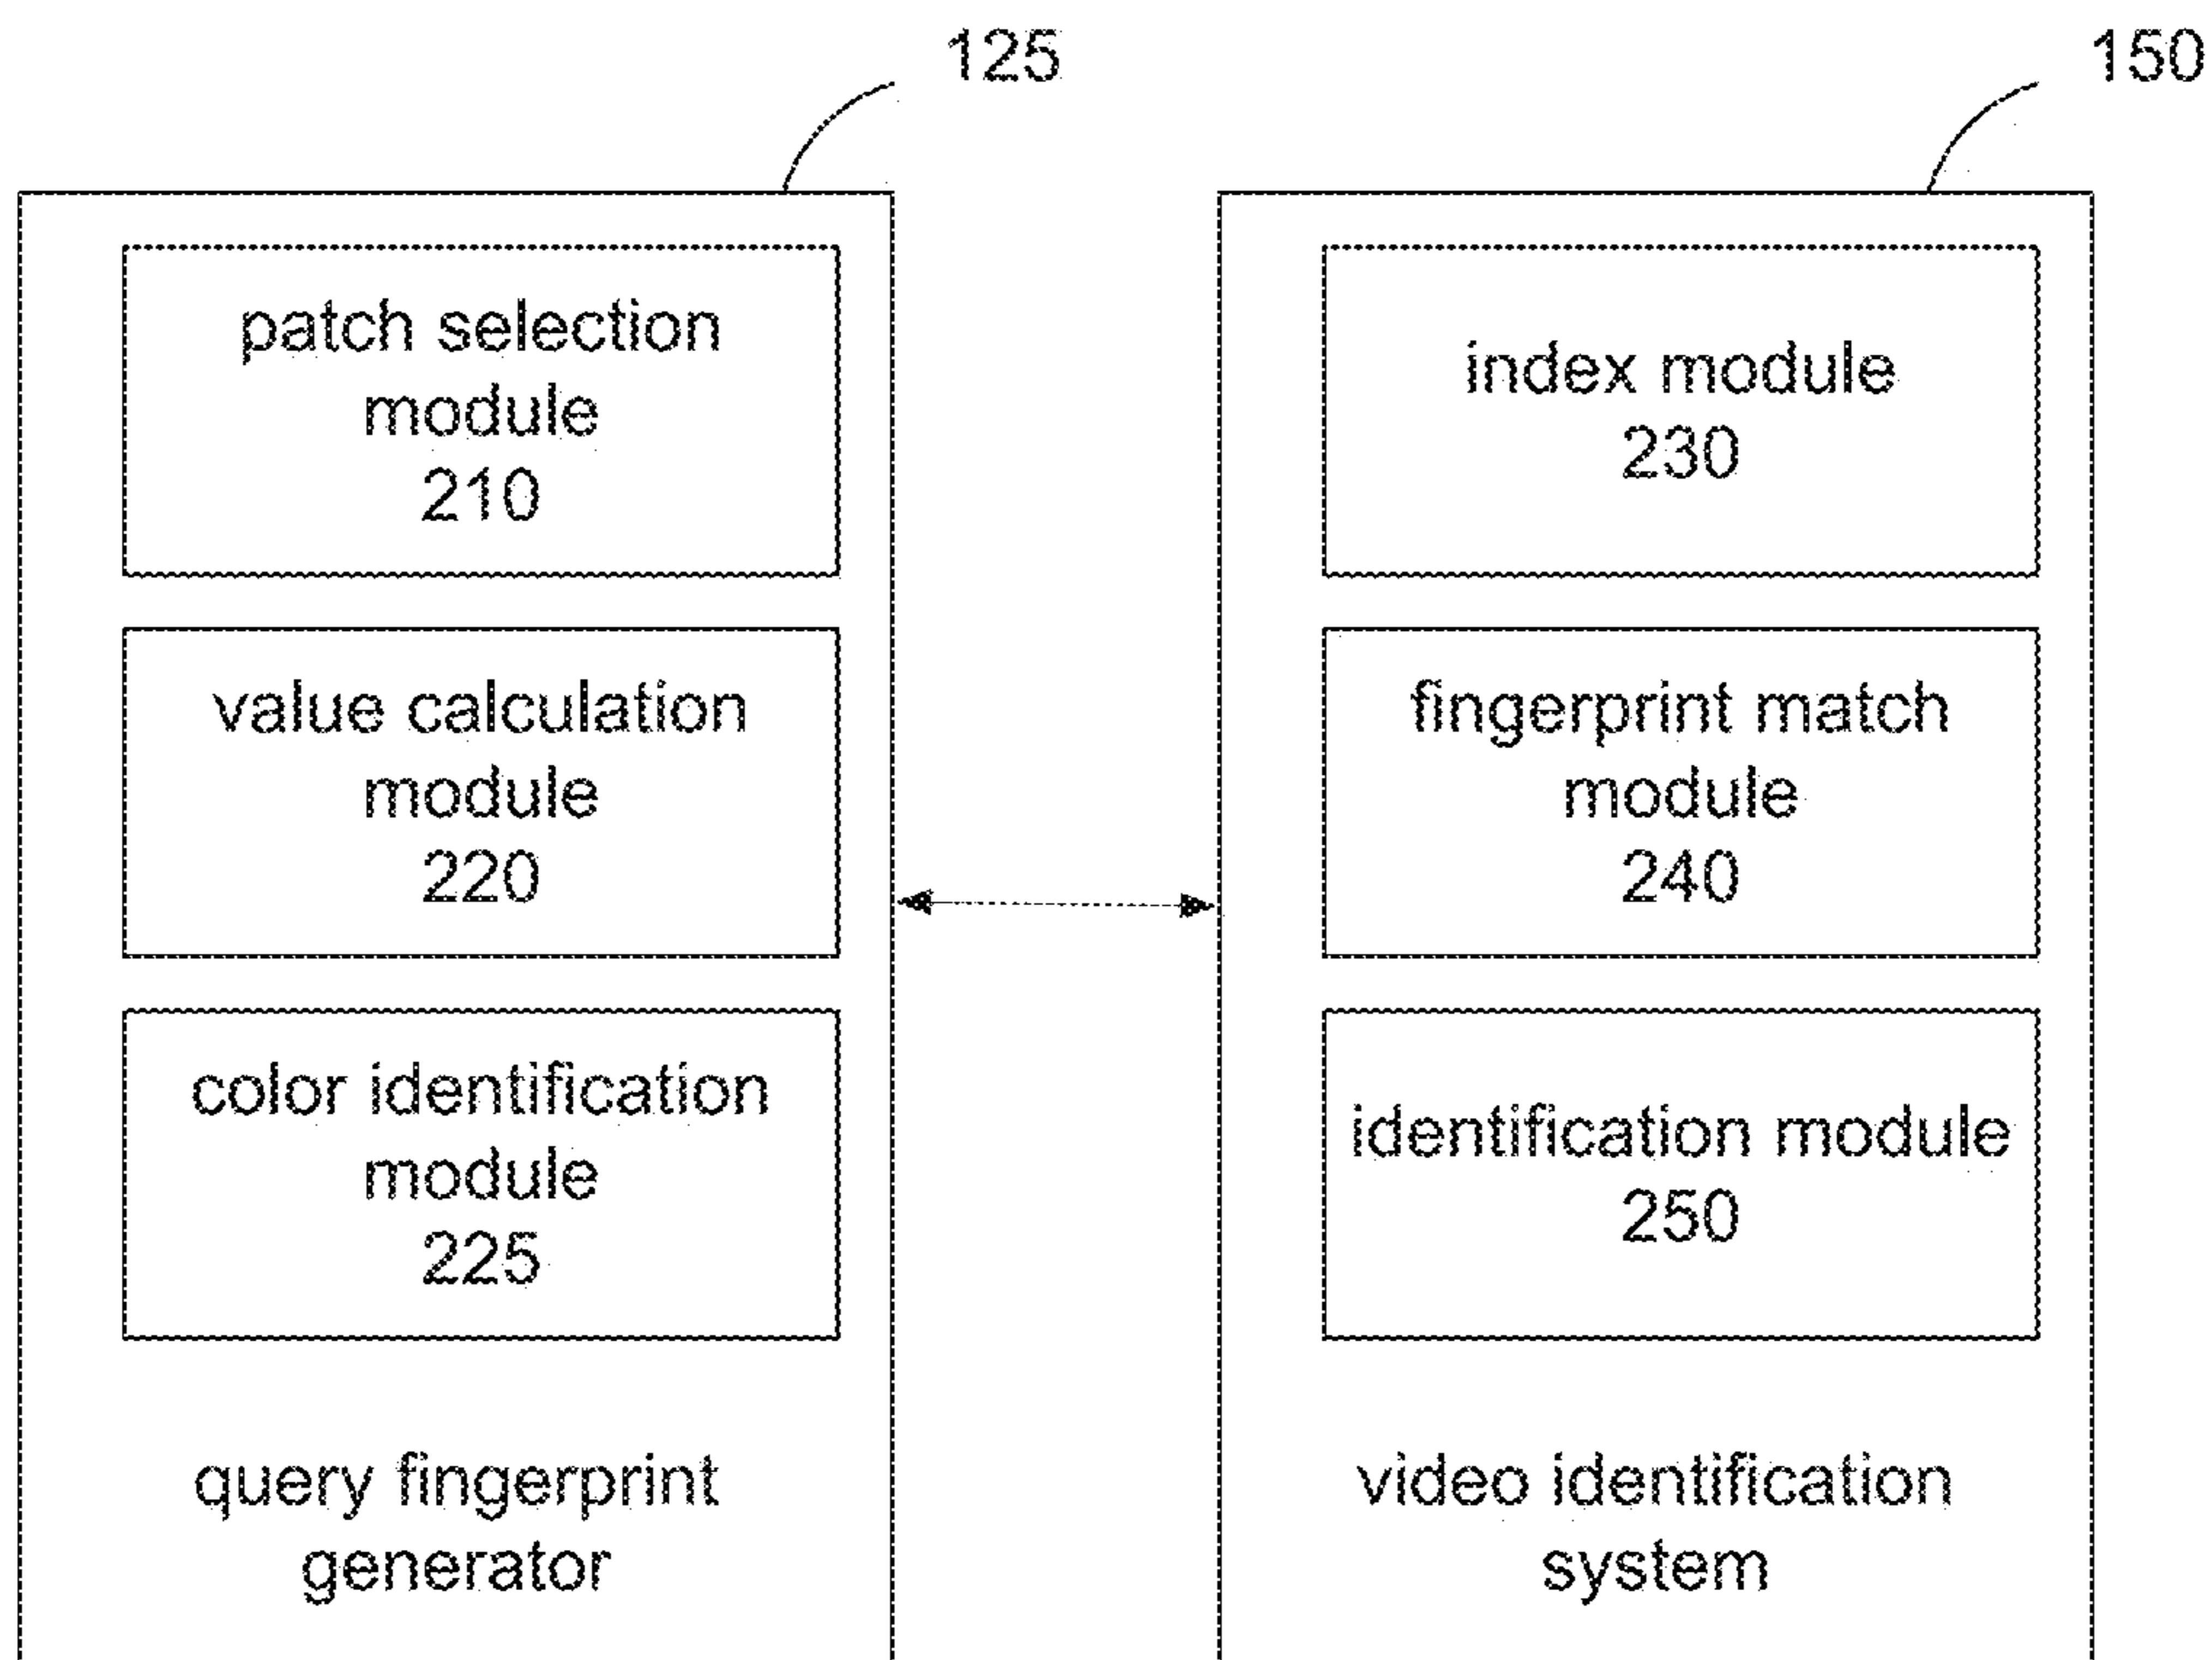 125
patch selection
module
210
value calculation
module
220
color identification
module
225
query fingerprint
generator
150
index module
230
fingerprint match
module
240
identification module
250
video identification
system